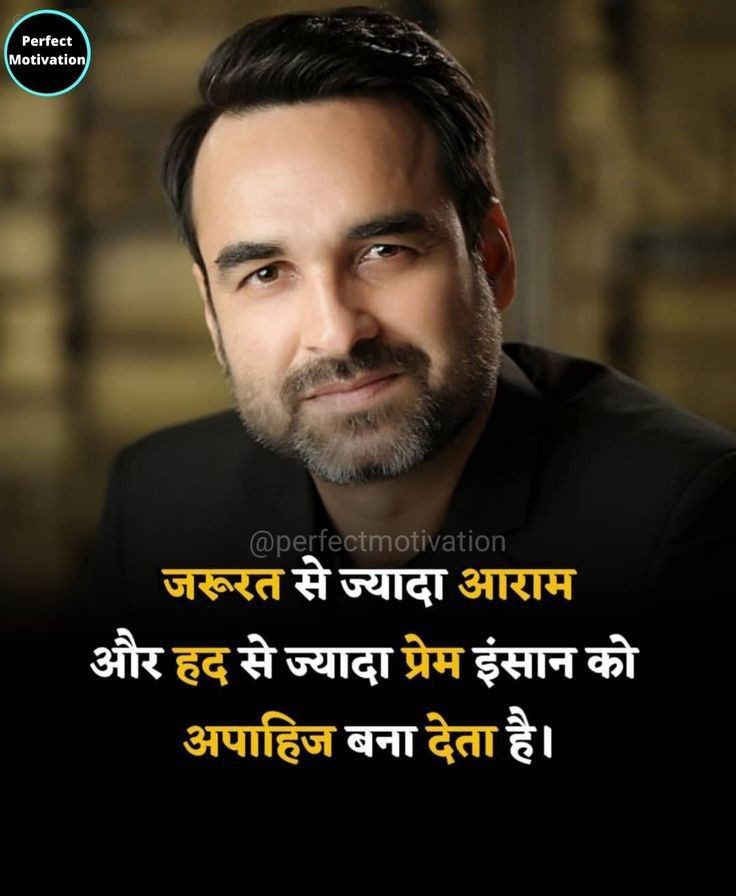 Perfect
Motivation
@perfectmotivation
जरूरत से ज्यादा आराम
और हद से ज्यादा प्रेम इंसान को
अपाहिज बना देता है।